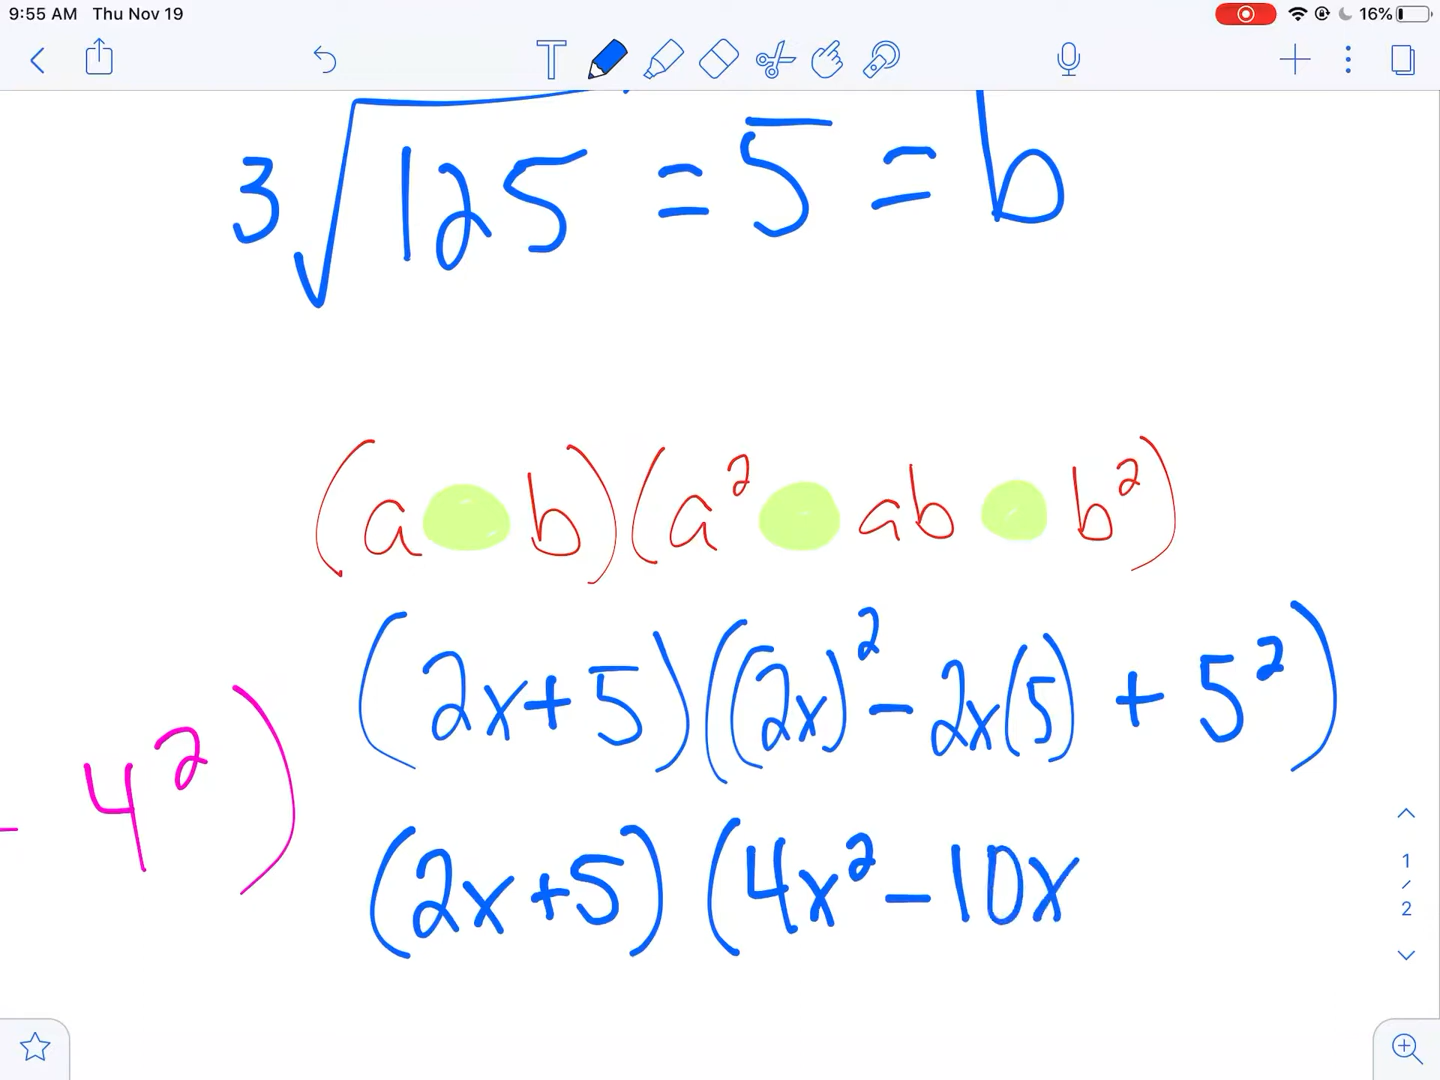 9:55 AM Thu Nov 19 16%
T
∛125 = 5 = b
(a b)(a² ab b²)
(2x+5)((2x)² - 2x(5) + 5²)
- 4²)
(2x+5) (4x² - 10x
1
/
2